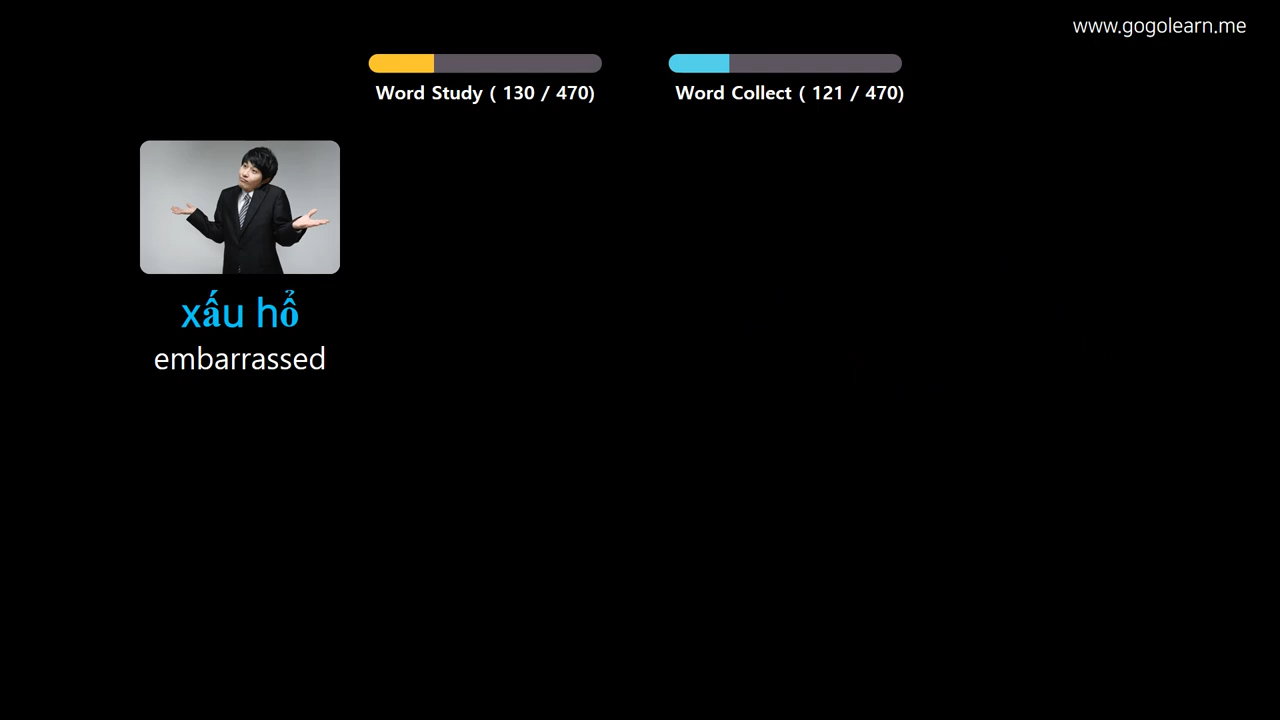 www.gogolearn.me
Word Study ( 130 / 470)
Word Collect ( 121 / 470)
xấu hổ
embarrassed